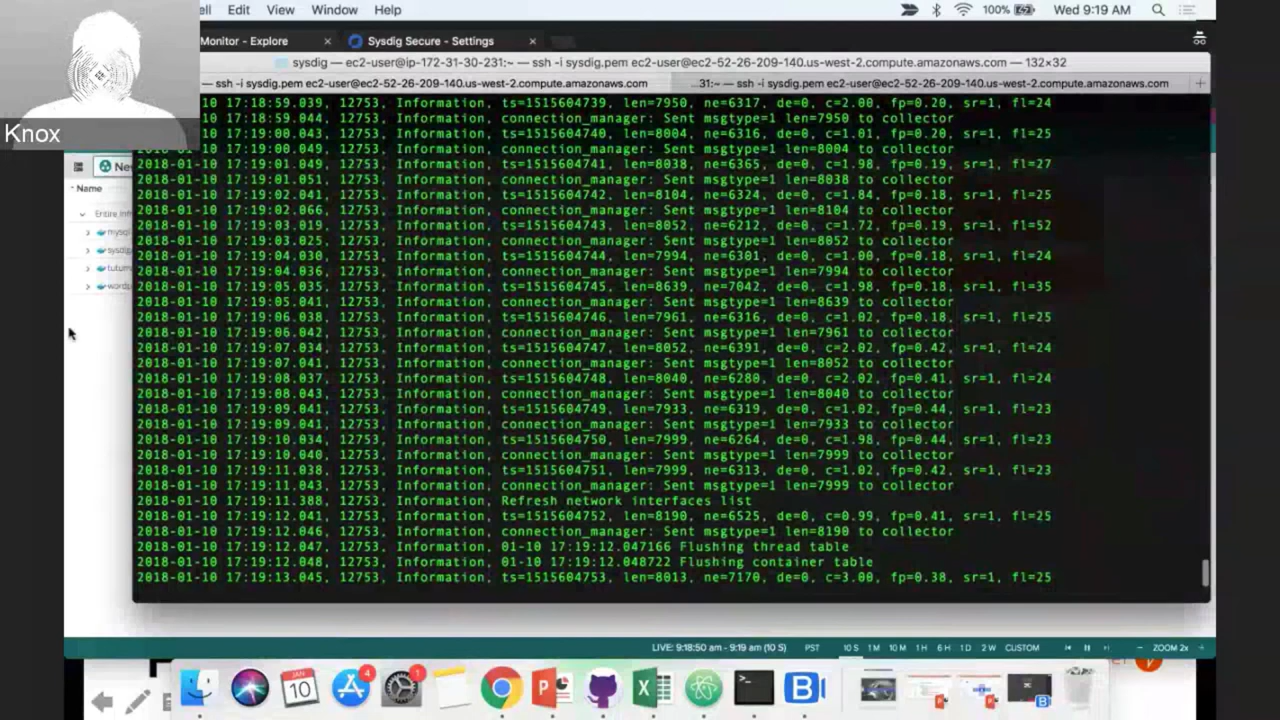 ell Edit View Window Help 100% Wed 9:19 AM
Monitor - Explore × Sysdig Secure - Settings ×
sysdig — ec2-user@ip-172-31-30-231:~ — ssh -i sysdig.pem ec2-user@ec2-52-26-209-140.us-west-2.compute.amazonaws.com — 132×32
— ssh -i sysdig.pem ec2-user@ec2-52-26-209-140.us-west-2.compute.amazonaws.com ...31:~ — ssh -i sysdig.pem ec2-user@ec2-52-26-209-140.us-west-2.compute.amazonaws.com +
Knox
10 17:18:59.039, 12753, Information, ts=1515604739, len=7950, ne=6317, de=0, c=2.00, fp=0.20, sr=1, fl=24
10 17:18:59.044, 12753, Information, connection_manager: Sent msgtype=1 len=7950 to collector
10 17:19:00.043, 12753, Information, ts=1515604740, len=8004, ne=6316, de=0, c=1.01, fp=0.20, sr=1, fl=25
2018-01-10 17:19:00.049, 12753, Information, connection_manager: Sent msgtype=1 len=8004 to collector
2018-01-10 17:19:01.049, 12753, Information, ts=1515604741, len=8038, ne=6365, de=0, c=1.98, fp=0.19, sr=1, fl=27
2018-01-10 17:19:01.051, 12753, Information, connection_manager: Sent msgtype=1 len=8038 to collector
2018-01-10 17:19:02.041, 12753, Information, ts=1515604742, len=8104, ne=6324, de=0, c=1.84, fp=0.18, sr=1, fl=25
2018-01-10 17:19:02.066, 12753, Information, connection_manager: Sent msgtype=1 len=8104 to collector
2018-01-10 17:19:03.019, 12753, Information, ts=1515604743, len=8052, ne=6212, de=0, c=1.72, fp=0.19, sr=1, fl=52
2018-01-10 17:19:03.025, 12753, Information, connection_manager: Sent msgtype=1 len=8052 to collector
2018-01-10 17:19:04.030, 12753, Information, ts=1515604744, len=7994, ne=6301, de=0, c=1.00, fp=0.18, sr=1, fl=24
2018-01-10 17:19:04.036, 12753, Information, connection_manager: Sent msgtype=1 len=7994 to collector
2018-01-10 17:19:05.035, 12753, Information, ts=1515604745, len=8639, ne=7042, de=0, c=1.98, fp=0.18, sr=1, fl=35
2018-01-10 17:19:05.041, 12753, Information, connection_manager: Sent msgtype=1 len=8639 to collector
2018-01-10 17:19:06.038, 12753, Information, ts=1515604746, len=7961, ne=6316, de=0, c=1.02, fp=0.18, sr=1, fl=25
2018-01-10 17:19:06.042, 12753, Information, connection_manager: Sent msgtype=1 len=7961 to collector
2018-01-10 17:19:07.034, 12753, Information, ts=1515604747, len=8052, ne=6391, de=0, c=2.02, fp=0.42, sr=1, fl=24
2018-01-10 17:19:07.041, 12753, Information, connection_manager: Sent msgtype=1 len=8052 to collector
2018-01-10 17:19:08.037, 12753, Information, ts=1515604748, len=8040, ne=6280, de=0, c=2.02, fp=0.41, sr=1, fl=24
2018-01-10 17:19:08.043, 12753, Information, connection_manager: Sent msgtype=1 len=8040 to collector
2018-01-10 17:19:09.041, 12753, Information, ts=1515604749, len=7933, ne=6319, de=0, c=1.02, fp=0.44, sr=1, fl=23
2018-01-10 17:19:09.041, 12753, Information, connection_manager: Sent msgtype=1 len=7933 to collector
2018-01-10 17:19:10.034, 12753, Information, ts=1515604750, len=7999, ne=6264, de=0, c=1.98, fp=0.44, sr=1, fl=23
2018-01-10 17:19:10.040, 12753, Information, connection_manager: Sent msgtype=1 len=7999 to collector
2018-01-10 17:19:11.038, 12753, Information, ts=1515604751, len=7999, ne=6313, de=0, c=1.02, fp=0.42, sr=1, fl=23
2018-01-10 17:19:11.043, 12753, Information, connection_manager: Sent msgtype=1 len=7999 to collector
2018-01-10 17:19:11.388, 12753, Information, Refresh network interfaces list
2018-01-10 17:19:12.041, 12753, Information, ts=1515604752, len=8190, ne=6525, de=0, c=0.99, fp=0.41, sr=1, fl=25
2018-01-10 17:19:12.046, 12753, Information, connection_manager: Sent msgtype=1 len=8190 to collector
2018-01-10 17:19:12.047, 12753, Information, 01-10 17:19:12.047166 Flushing thread table
2018-01-10 17:19:12.048, 12753, Information, 01-10 17:19:12.048722 Flushing container table
2018-01-10 17:19:13.045, 12753, Information, ts=1515604753, len=8013, ne=7170, de=0, c=3.00, fp=0.38, sr=1, fl=25
Name
Entire Inf
mysql
sysdig
tutum
wordp
LIVE: 9:18:50 am - 9:19 am (10 S) PST 10 S 1 M 10 M 1 H 6 H 1 D 2 W CUSTOM ZOOM 2x
JAN 10 4 1